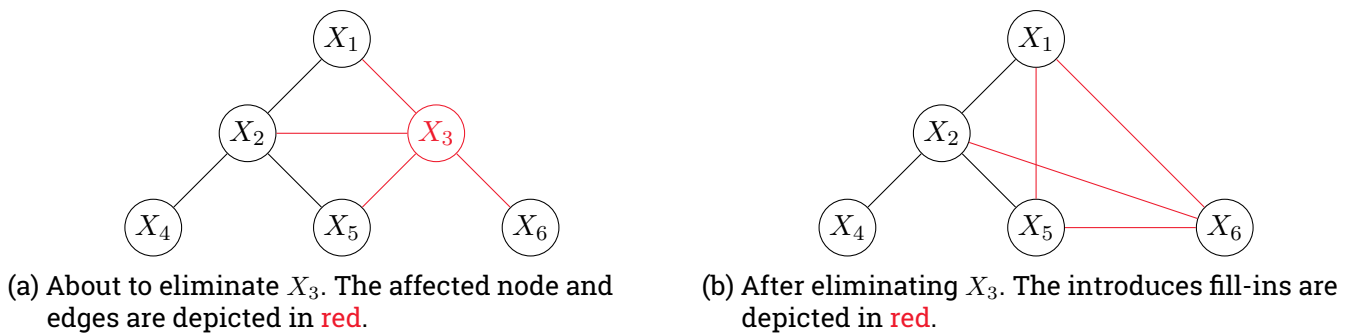 X1
X2
X3
X4
X5
X6
(a) About to eliminate X3. The affected node and
edges are depicted in red.
X1
X2
X4
X5
X6
(b) After eliminating X3. The introduces fill-ins are
depicted in red.